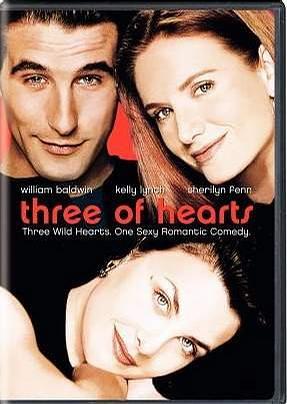 william baldwin kelly lynch sherilyn fenn
three of hearts
Three Wild Hearts. One Sexy Romantic Comedy.